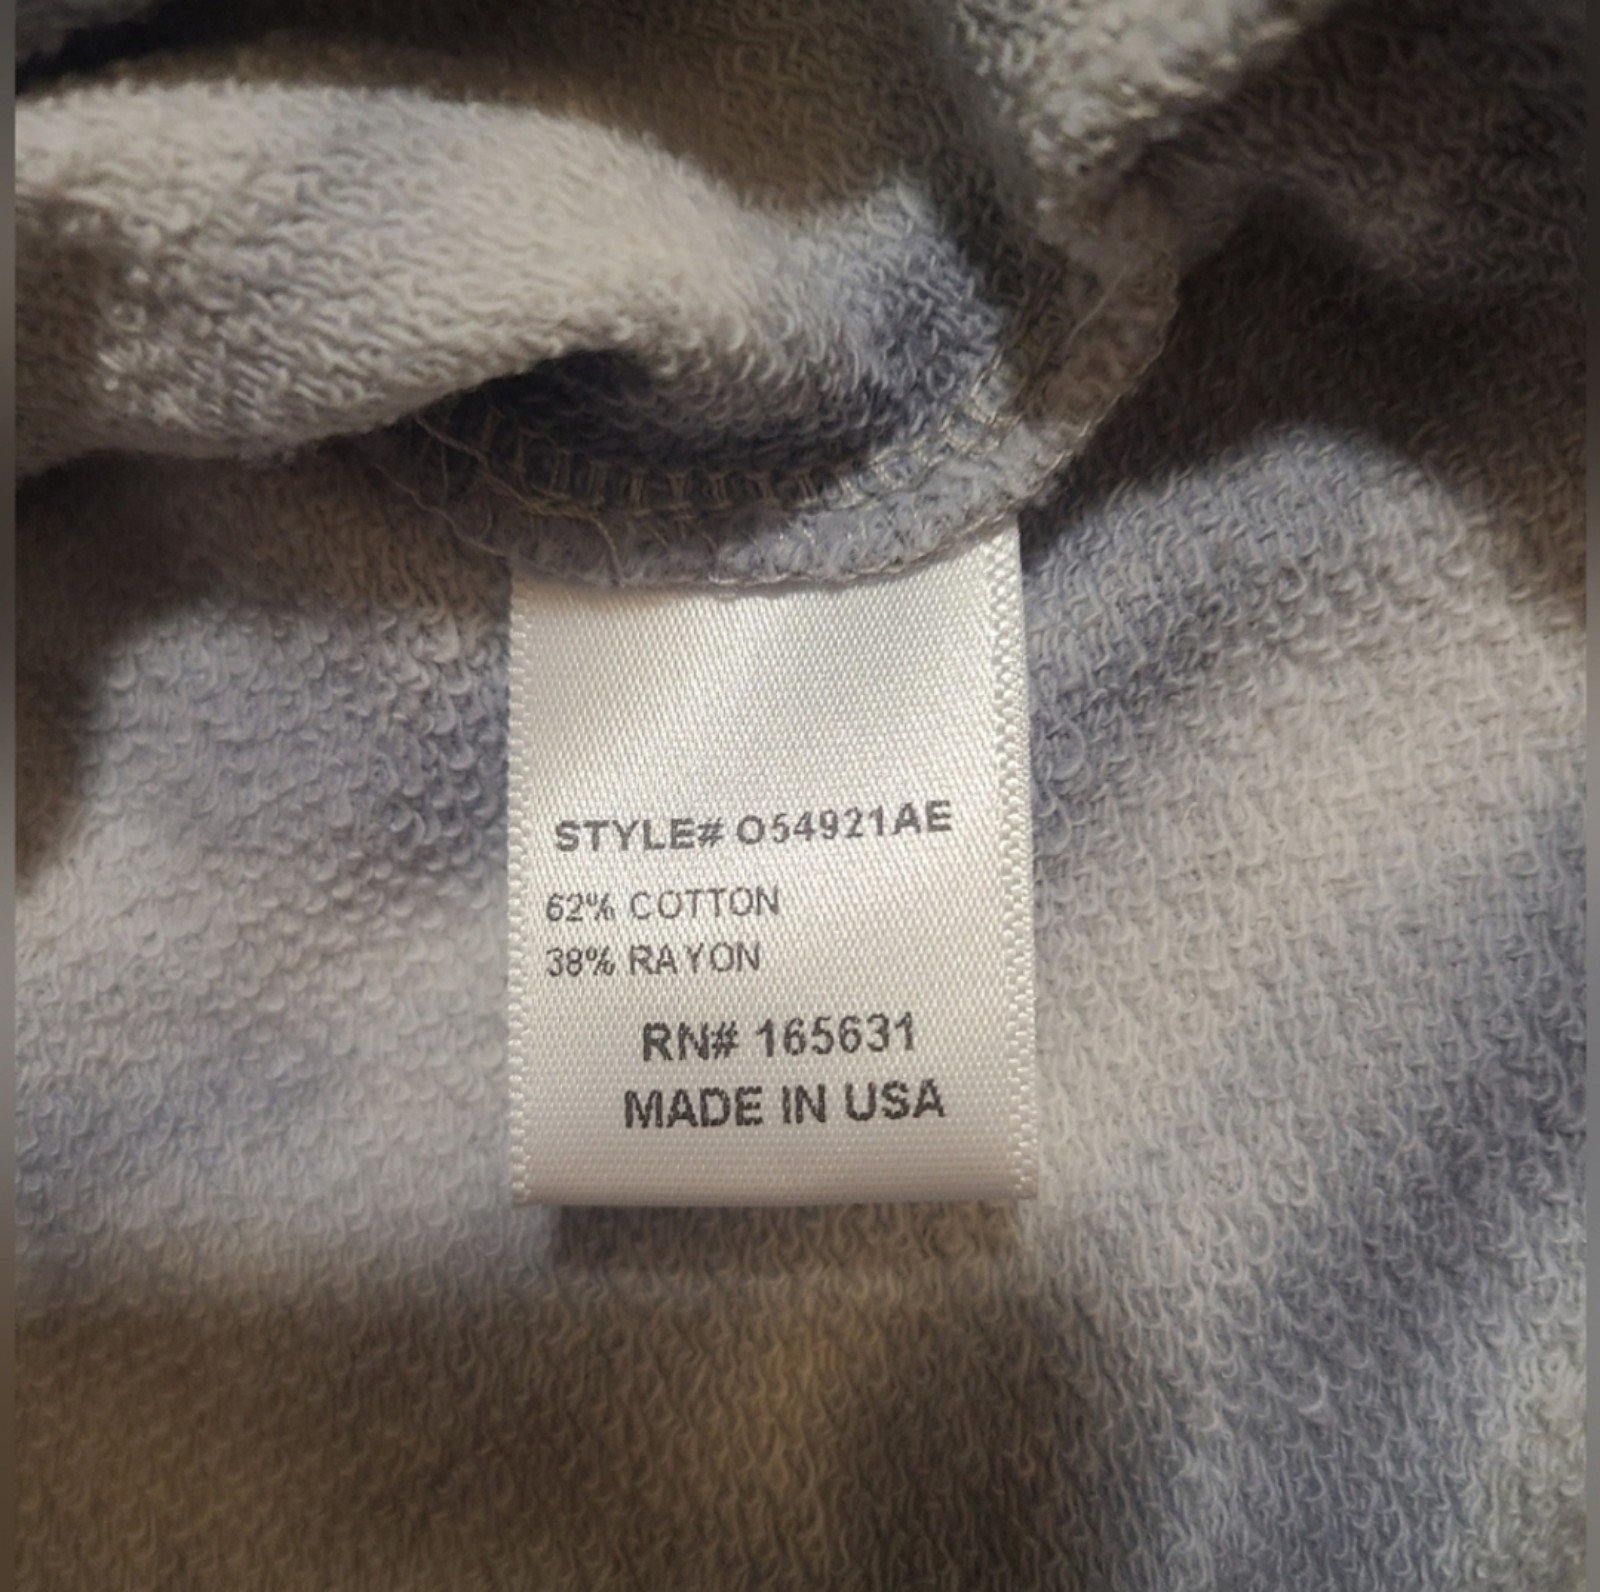 STYLE# O54921AE
62% COTTON
38% RAYON
RN# 165631
MADE IN USA